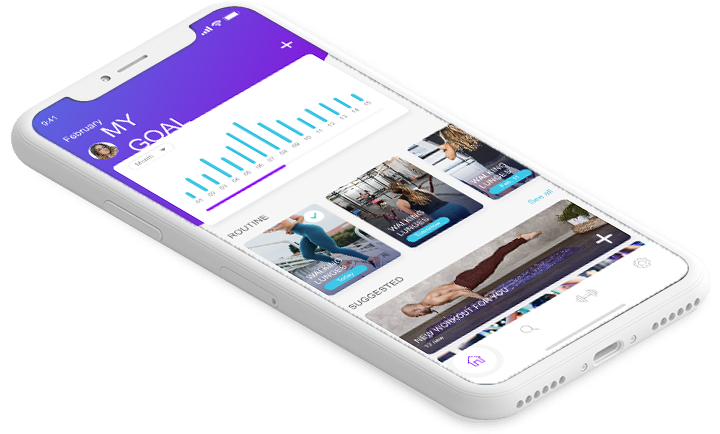 9:41
February
MY
GOAL
01 02 03 04 05 06 07 08 09 10 11 12 13 14 15
ROUTINE
See all
WALKING
LUNGES
Today
WALKING
LUNGES
WALKING
LUNGES
SUGGESTED
NEW WORKOUT FOR YOU